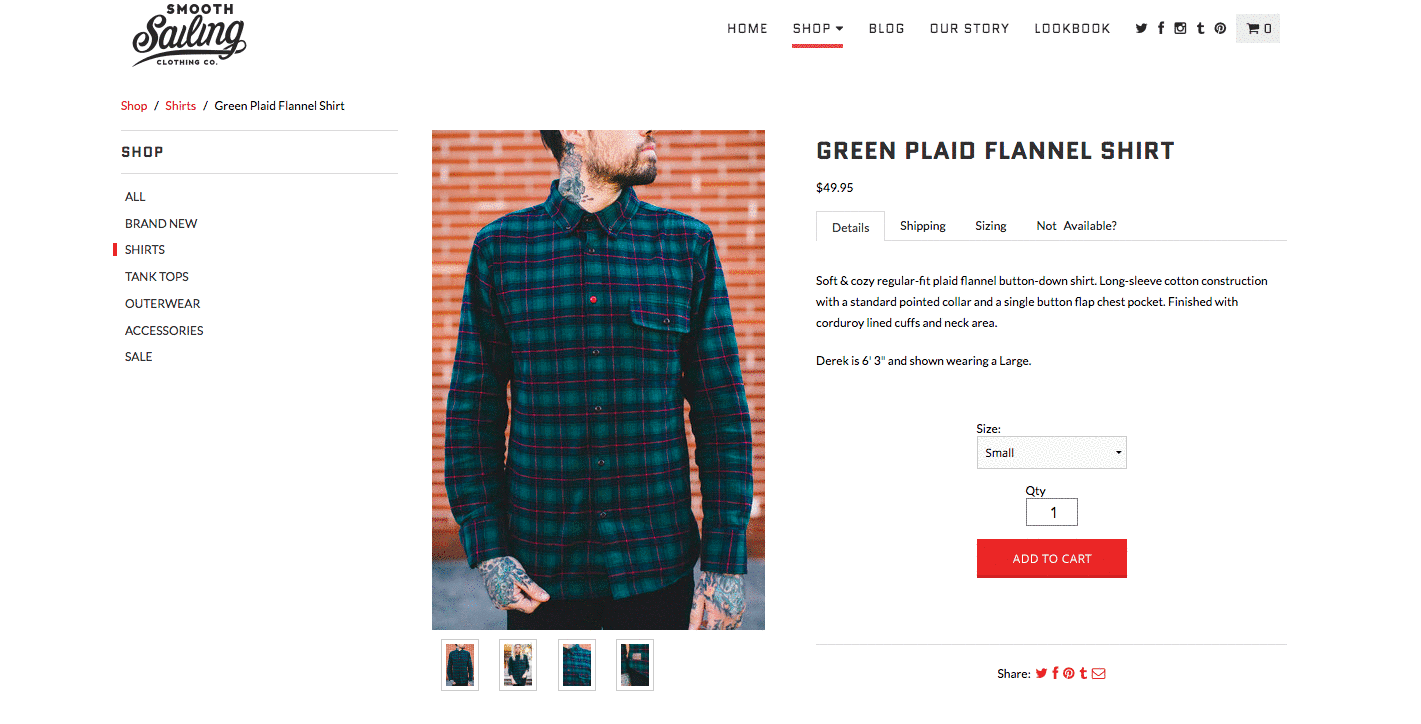 SMOOTH
Sailing
CLOTHING CO.
HOME SHOP BLOG OUR STORY LOOKBOOK 0
Shop / Shirts / Green Plaid Flannel Shirt
SHOP
ALL
BRAND NEW
SHIRTS
TANK TOPS
OUTERWEAR
ACCESSORIES
SALE
GREEN PLAID FLANNEL SHIRT
$49.95
Details Shipping Sizing Not Available?
Soft & cozy regular-fit plaid flannel button-down shirt. Long-sleeve cotton construction
with a standard pointed collar and a single button flap chest pocket. Finished with
corduroy lined cuffs and neck area.
Derek is 6' 3" and shown wearing a Large.
Size:
Small
Qty
1
ADD TO CART
Share: